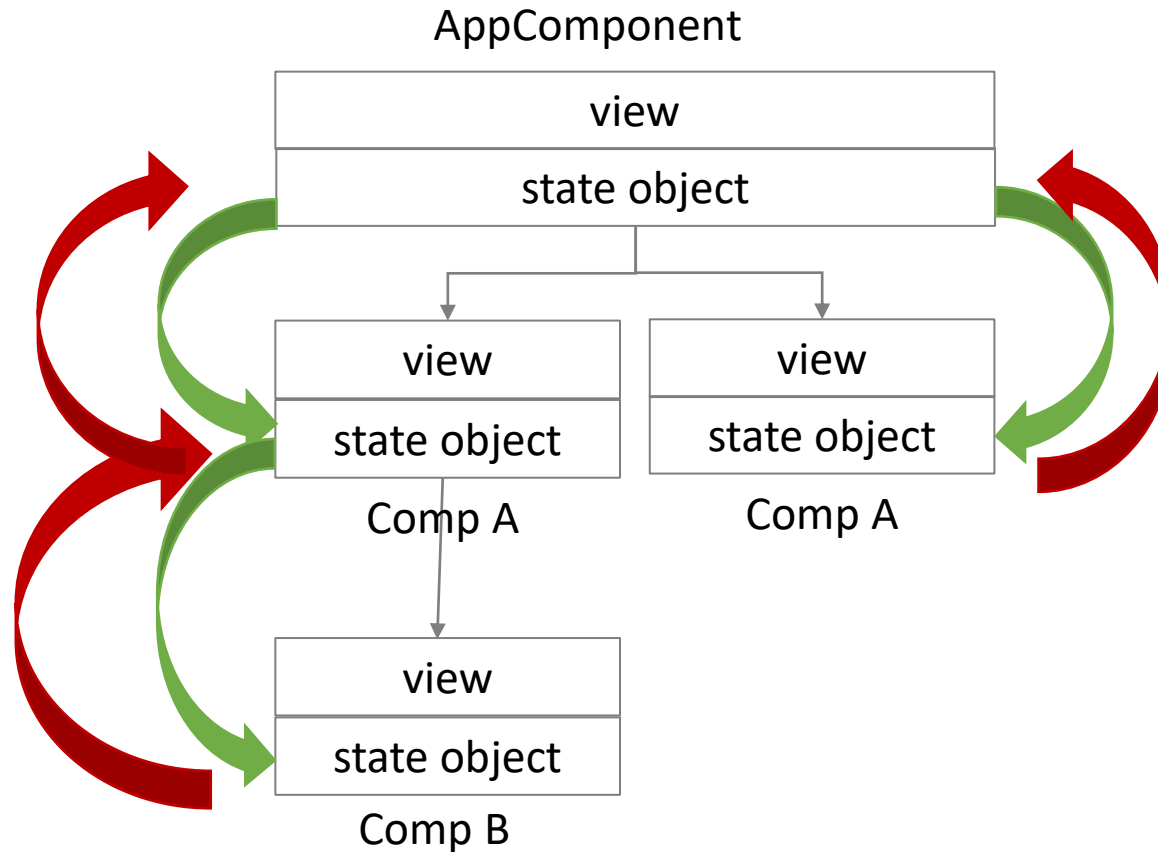 AppComponent
view
state object
view
view
state object
state object
Comp A
Comp A
view
state object
Comp B